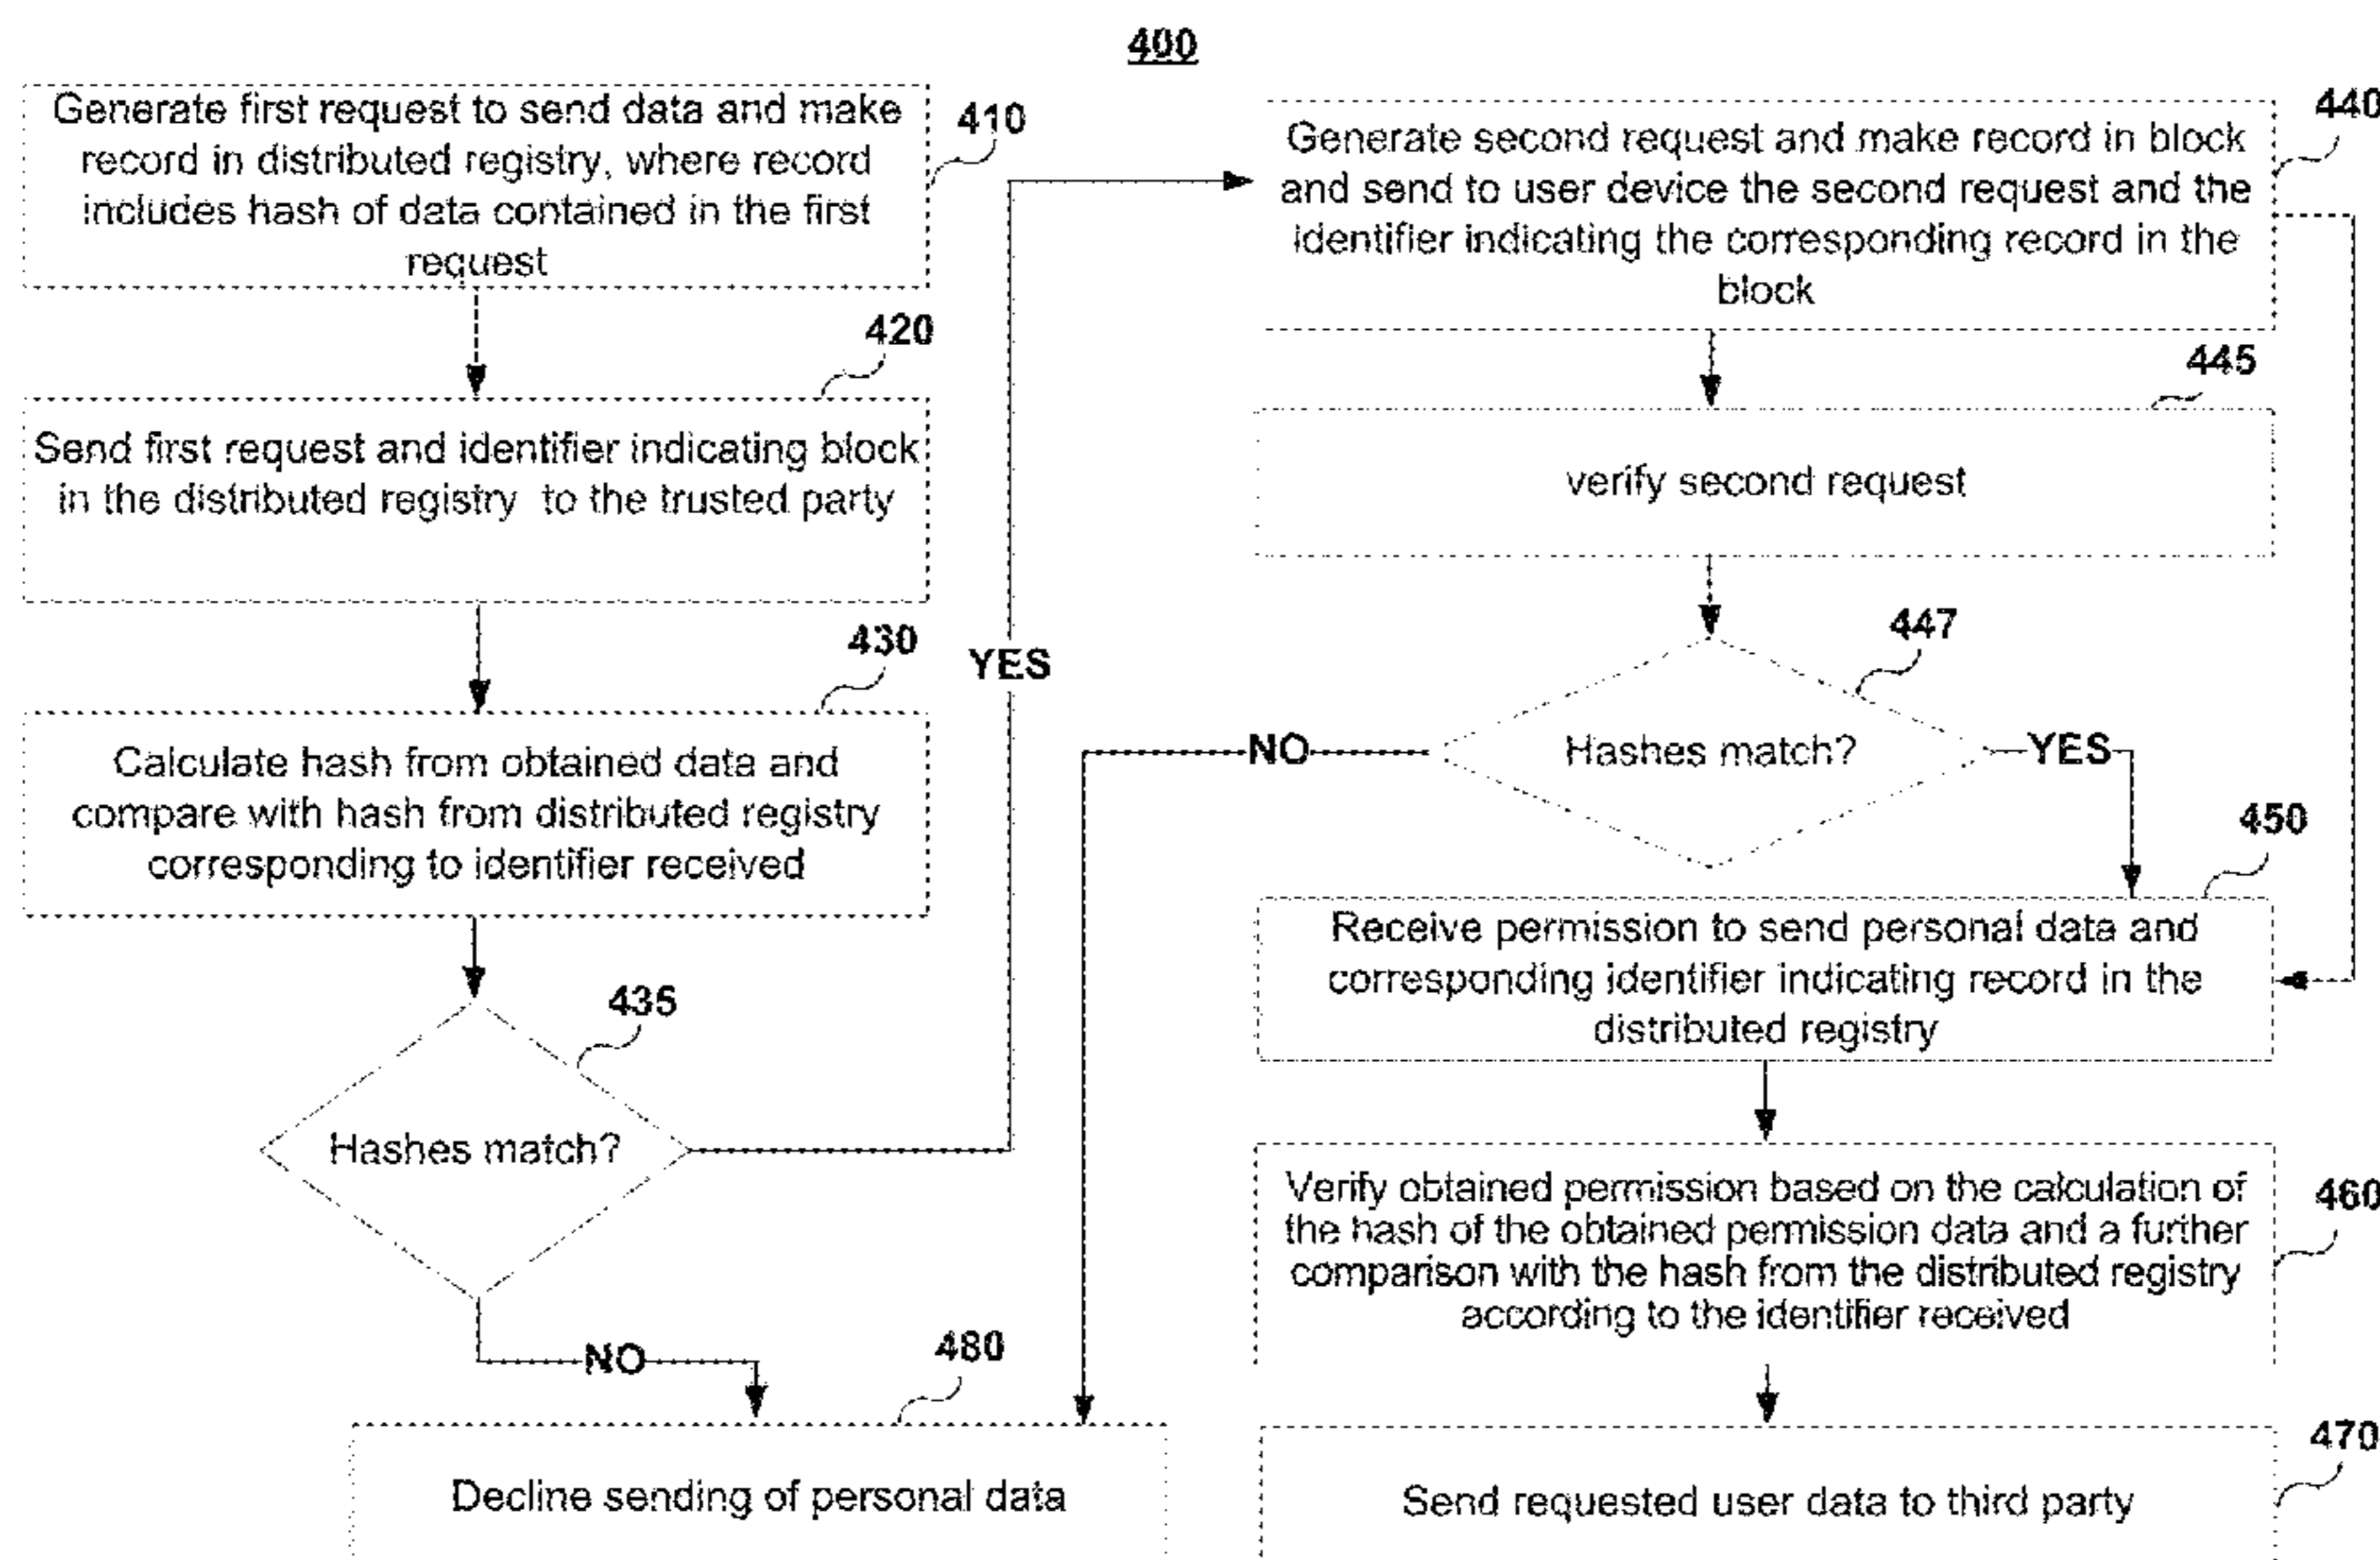 400
Generate first request to send data and make
record in distributed registry, where record
includes hash of data contained in the first
request
410
420
Send first request and identifier indicating block
in the distributed registry to the trusted party
430
Calculate hash from obtained data and
compare with hash from distributed registry
corresponding to identifier received
435
Hashes match?
YES
NO
480
Decline sending of personal data
440
Generate second request and make record in block
and send to user device the second request and the
identifier indicating the corresponding record in the
block
445
verify second request
447
Hashes match?
NO
YES
450
Receive permission to send personal data and
corresponding identifier indicating record in the
distributed registry
460
Verify obtained permission based on the calculation of
the hash of the obtained permission data and a further
comparison with the hash from the distributed registry
according to the identifier received
470
Send requested user data to third party